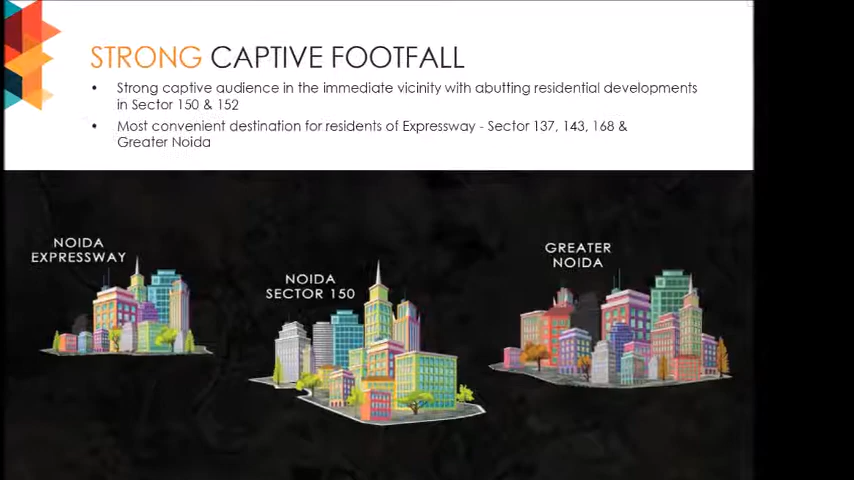 STRONG CAPTIVE FOOTFALL
• Strong captive audience in the immediate vicinity with abutting residential developments
in Sector 150 & 152
• Most convenient destination for residents of Expressway - Sector 137, 143, 168 &
Greater Noida
NOIDA
EXPRESSWAY
NOIDA
SECTOR 150
GREATER
NOIDA